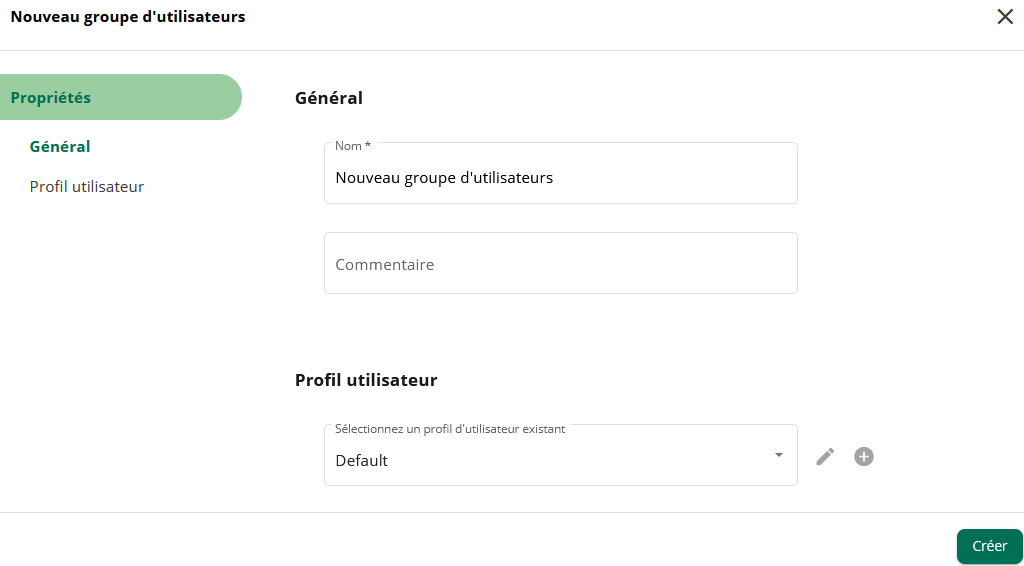 Nouveau groupe d'utilisateurs
Propriétés
Général
Profil utilisateur
Général
Nom *
Nouveau groupe d'utilisateurs
Commentaire
Profil utilisateur
Sélectionnez un profil d'utilisateur existant
Default
Créer